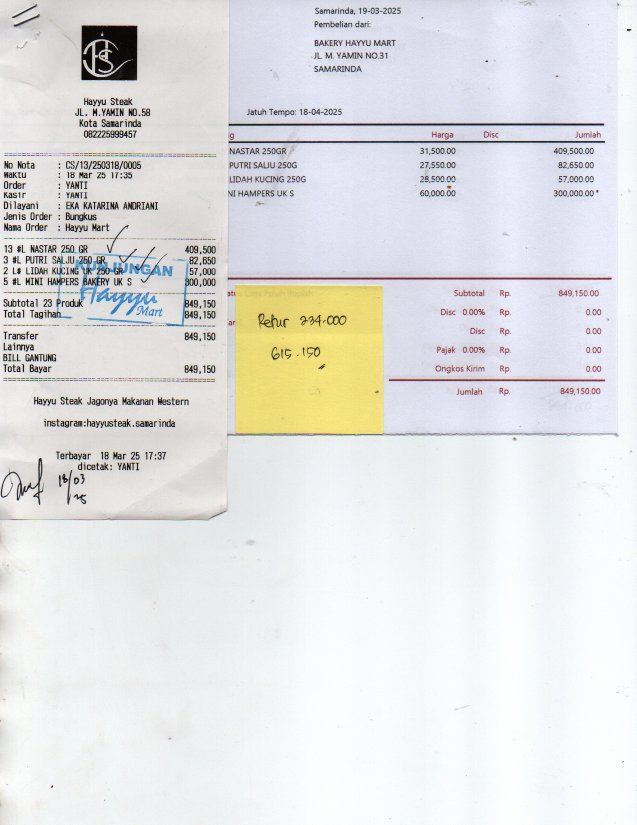 HSC
Hayyu Steak
JL. M.YAMIN NO.58
Kota Samarinda
082225999457
No Nota : CS/13/250318/0005
Waktu : 18 Mar 25 17:35
Order : YANTI
Kasir : YANTI
Dilayani : EKA KATARINA ANDRIANI
Jenis Order : Bungkus
Nama Order : Hayyu Mart
13 #L NASTAR 250 GR 409,500
3 #L PUTRI SALJU 250 GR 82,650
2 L# LIDAH KUCING UK 250 GR 57,000
5 #L MINI HAMPERS BAKERY UK S 300,000
KUNJUNGAN
Hayyu
Mart
Subtotal 23 Produk 849,150
Total Tagihan 849,150
Transfer 849,150
Lainnya
BILL GANTUNG
Total Bayar 849,150
Hayyu Steak Jagonya Makanan Western
instagram:hayyusteak.samarinda
Terbayar 18 Mar 25 17:37
dicetak: YANTI
18/03
25
Samarinda, 19-03-2025
Pembelian dari:
BAKERY HAYYU MART
JL. M. YAMIN NO.31
SAMARINDA
Jatuh Tempo: 18-04-2025
g Harga Disc Jumlah
NASTAR 250GR 31,500.00 409,500.00
PUTRI SALJU 250G 27,550.00 82,650.00
LIDAH KUCING 250G 28,500.00 57,000.00
NI HAMPERS UK S 60,000.00 300,000.00
Lima Puluh Rupiah
Subtotal Rp. 849,150.00
Disc 0.00% Rp. 0.00
Disc Rp. 0.00
Pajak 0.00% Rp. 0.00
Ongkos Kirim Rp. 0.00
Jumlah Rp. 849,150.00
Retur 234.000
615.150